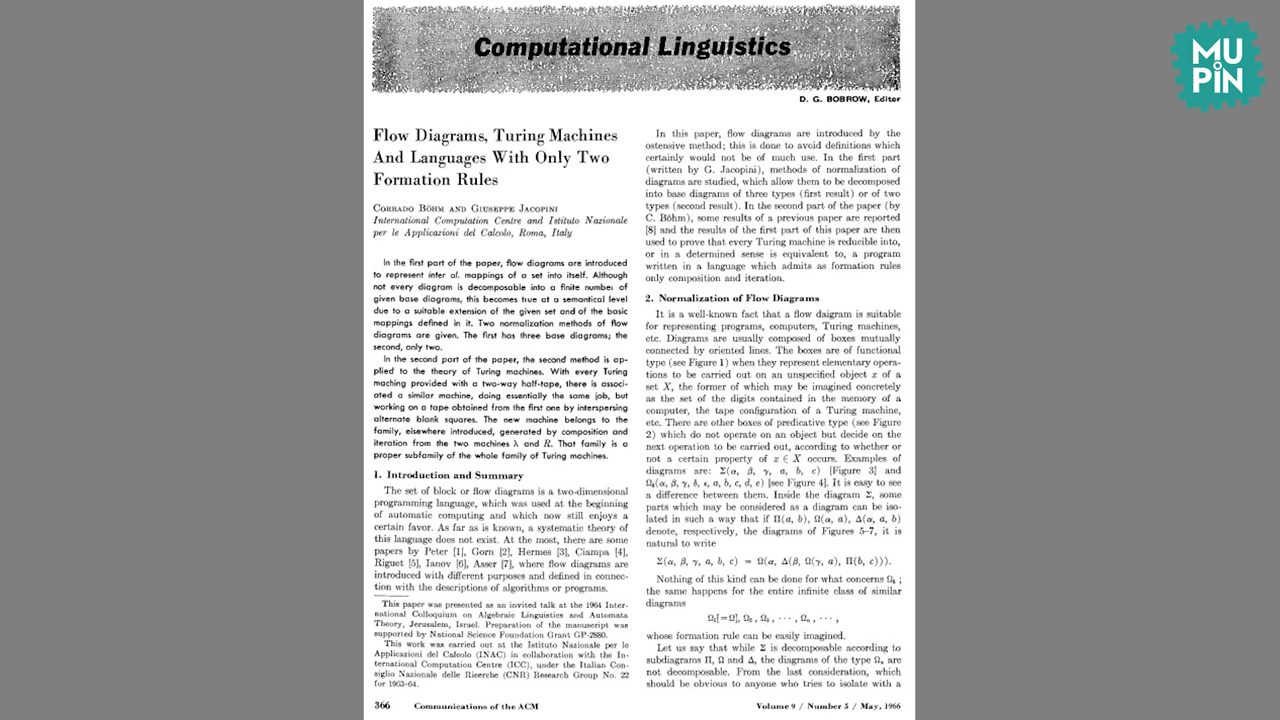 Computational Linguistics
D. G. BOBROW, Editor
Flow Diagrams, Turing Machines
And Languages With Only Two
Formation Rules
CORRADO BÖHM AND GIUSEPPE JACOPINI
International Computation Centre and Istituto Nazionale
per le Applicazioni del Calcolo, Roma, Italy
In the first part of the paper, flow diagrams are introduced
to represent inter al. mappings of a set into itself. Although
not every diagram is decomposable into a finite number of
given base diagrams, this becomes true at a semantical level
due to a suitable extension of the given set and of the basic
mappings defined in it. Two normalization methods of flow
diagrams are given. The first has three base diagrams; the
second, only two.
In the second part of the paper, the second method is ap-
plied to the theory of Turing machines. With every Turing
maching provided with a two-way half-tape, there is associ-
ated a similar machine, doing essentially the same job, but
working on a tape obtained from the first one by interspersing
alternate blank squares. The new machine belongs to the
family, elsewhere introduced, generated by composition and
iteration from the two machines λ and R. That family is a
proper subfamily of the whole family of Turing machines.
1. Introduction and Summary
The set of block or flow diagrams is a two-dimensional
programming language, which was used at the beginning
of automatic computing and which now still enjoys a
certain favor. As far as is known, a systematic theory of
this language does not exist. At the most, there are some
papers by Peter [1], Gorn [2], Hermes [3], Ciampa [4],
Riguet [5], Ianov [6], Asser [7], where flow diagrams are
introduced with different purposes and defined in connec-
tion with the descriptions of algorithms or programs.
This paper was presented as an invited talk at the 1964 Inter-
national Colloquium on Algebraic Linguistics and Automata
Theory, Jerusalem, Israel. Preparation of the manuscript was
supported by National Science Foundation Grant GP-2880.
This work was carried out at the Istituto Nazionale per le
Applicazioni del Calcolo (INAC) in collaboration with the In-
ternational Computation Centre (ICC), under the Italian Con-
siglio Nazionale delle Ricerche (CNR) Research Group No. 22
for 1963-64.
In this paper, flow diagrams are introduced by the
ostensive method; this is done to avoid definitions which
certainly would not be of much use. In the first part
(written by G. Jacopini), methods of normalization of
diagrams are studied, which allow them to be decomposed
into base diagrams of three types (first result) or of two
types (second result). In the second part of the paper (by
C. Böhm), some results of a previous paper are reported
[8] and the results of the first part of this paper are then
used to prove that every Turing machine is reducible into,
or in a determined sense is equivalent to, a program
written in a language which admits as formation rules
only composition and iteration.
2. Normalization of Flow Diagrams
It is a well-known fact that a flow daigram is suitable
for representing programs, computers, Turing machines,
etc. Diagrams are usually composed of boxes mutually
connected by oriented lines. The boxes are of functional
type (see Figure 1) when they represent elementary opera-
tions to be carried out on an unspecified object x of a
set X, the former of which may be imagined concretely
as the set of the digits contained in the memory of a
computer, the tape configuration of a Turing machine,
etc. There are other boxes of predicative type (see Figure
2) which do not operate on an object but decide on the
next operation to be carried out, according to whether or
not a certain property of x ∈ X occurs. Examples of
diagrams are: Σ(α, β, γ, a, b, c) [Figure 3] and
Ω₅(α, β, γ, δ, ε, a, b, c, d, e) [see Figure 4]. It is easy to see
a difference between them. Inside the diagram Σ, some
parts which may be considered as a diagram can be iso-
lated in such a way that if Π(a, b), Ω(α, a), Δ(α, a, b)
denote, respectively, the diagrams of Figures 5-7, it is
natural to write
Σ(α, β, γ, a, b, c) = Ω(α, Δ(β, Ω(γ, a), Π(b, c))).
Nothing of this kind can be done for what concerns Ω₅ ;
the same happens for the entire infinite class of similar
diagrams
Ω₁[=Ω], Ω₂ , Ω₃ , ··· , Ωₙ , ··· ,
whose formation rule can be easily imagined.
Let us say that while Σ is decomposable according to
subdiagrams Π, Ω and Δ, the diagrams of the type Ωₙ are
not decomposable. From the last consideration, which
should be obvious to anyone who tries to isolate with a
366 Communications of the ACM
Volume 9 / Number 5 / May, 1966
MU
PIN